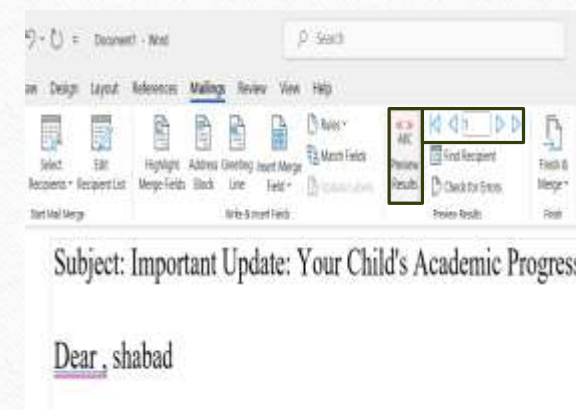 Document1 - Word
Search
Design Layout References Mailings Review View Help
Select Recipients
Edit Recipient List
Highlight Merge Fields
Address Block
Greeting Line
Insert Merge Field
Rules
Match Fields
ABC
Preview Results
1
Find Recipient
Check for Errors
Finish & Merge
Start Mail Merge
Write & Insert Fields
Preview Results
Finish
Subject: Important Update: Your Child's Academic Progress
Dear , shabad